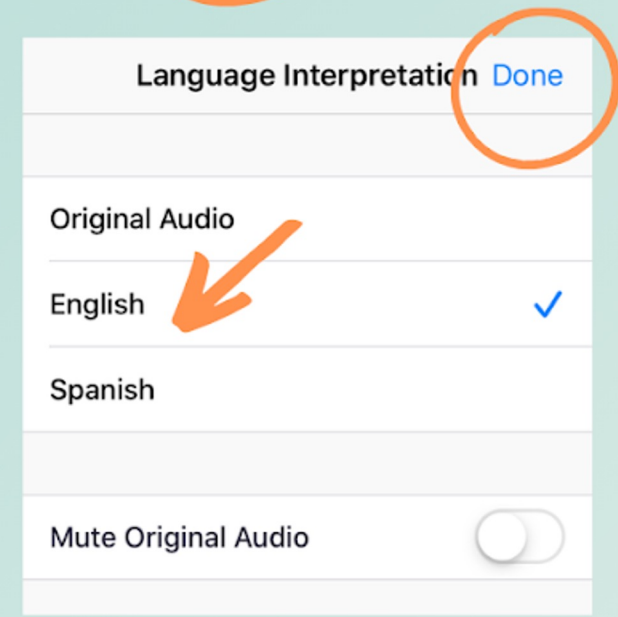 Language Interpretation Done
Original Audio
English
Spanish
Mute Original Audio